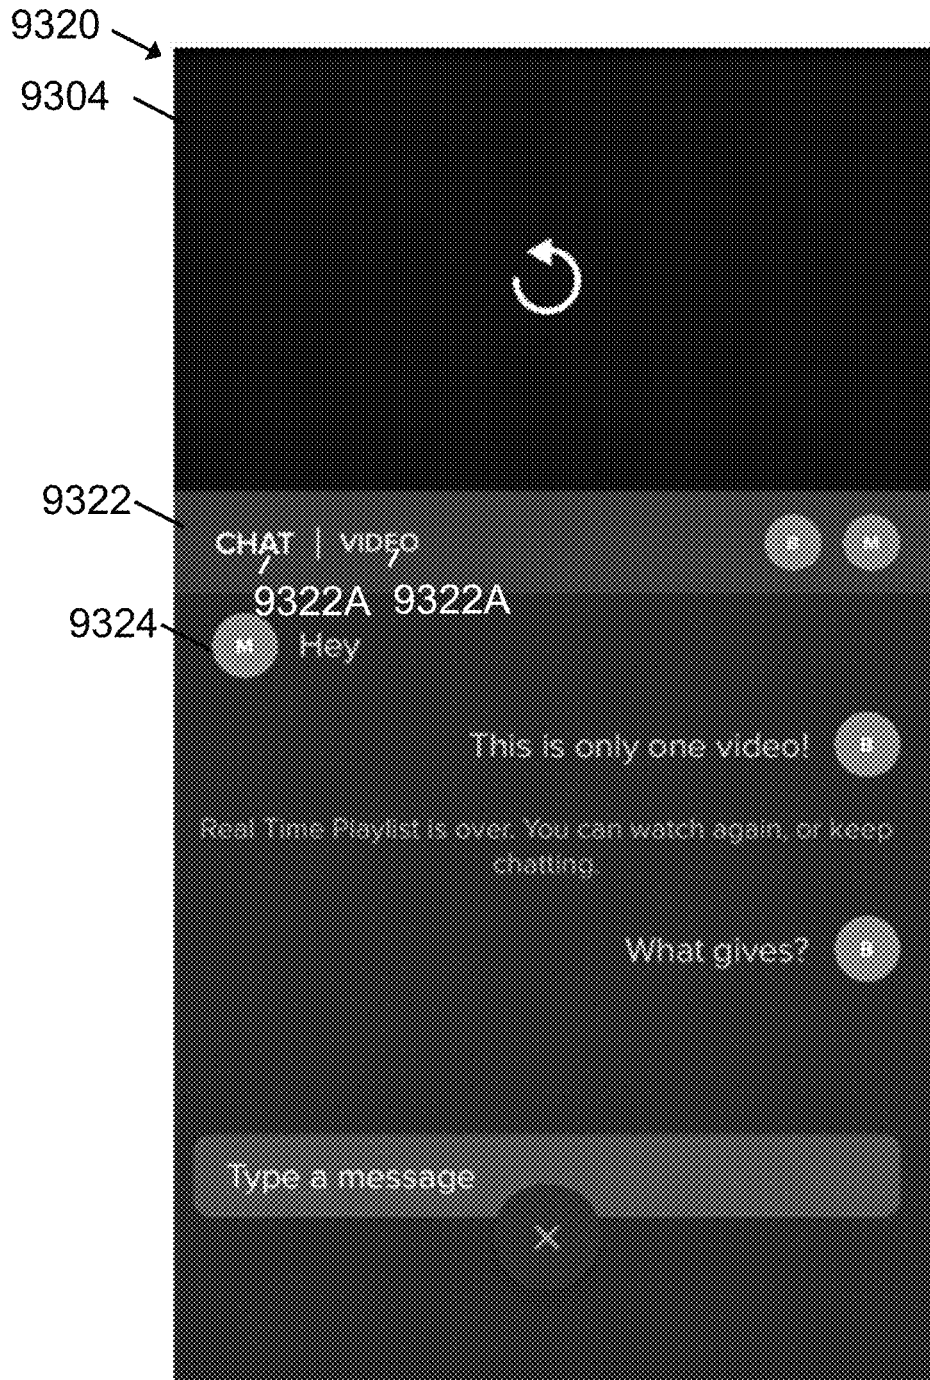 9320
9304
9322
CHAT | VIDEO
B M
9322A 9322A
9324
M Hey
This is only one video! B
Real Time Playlist is over. You can watch again, or keep
chatting.
What gives? B
Type a message